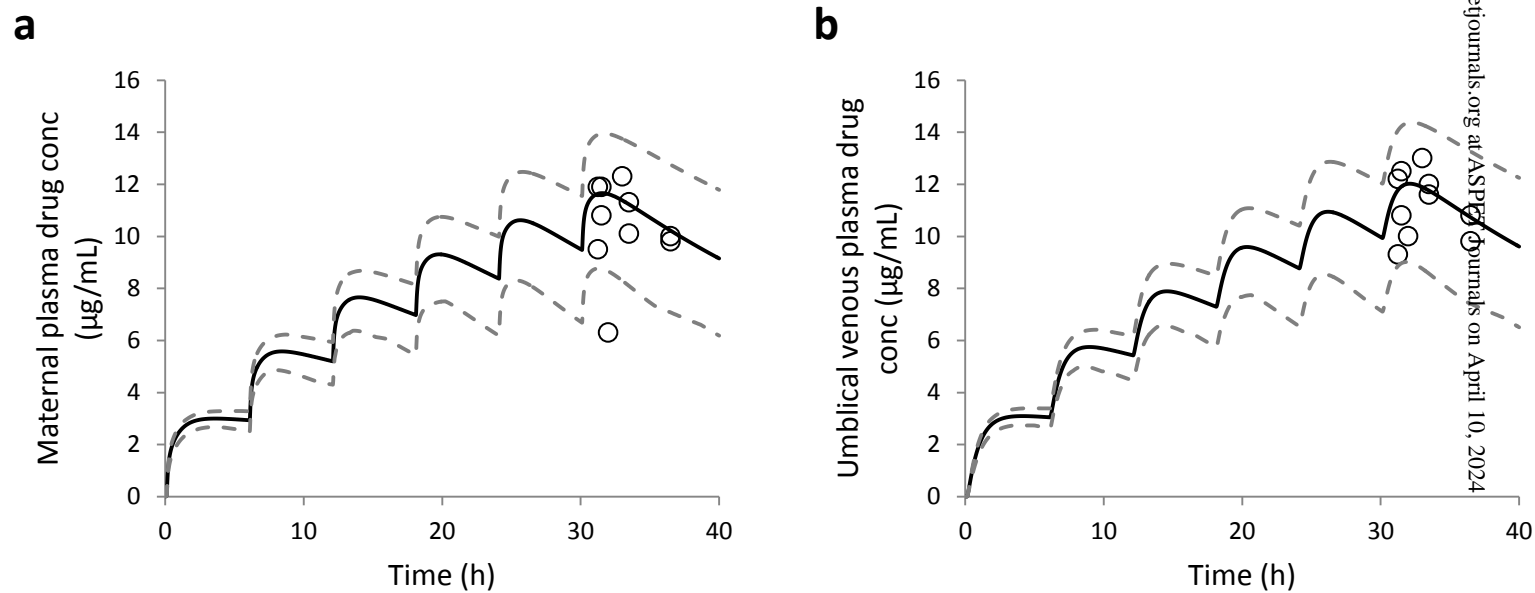 a
Maternal plasma drug conc
(µg/mL)
16
14
12
10
8
6
4
2
0
0 10 20 30 40
Time (h)
b
Umblical venous plasma drug
conc (µg/mL)
16
14
12
10
8
6
4
2
0
0 10 20 30 40
Time (h)
etjournals.org at ASPET Journals on April 10, 2024